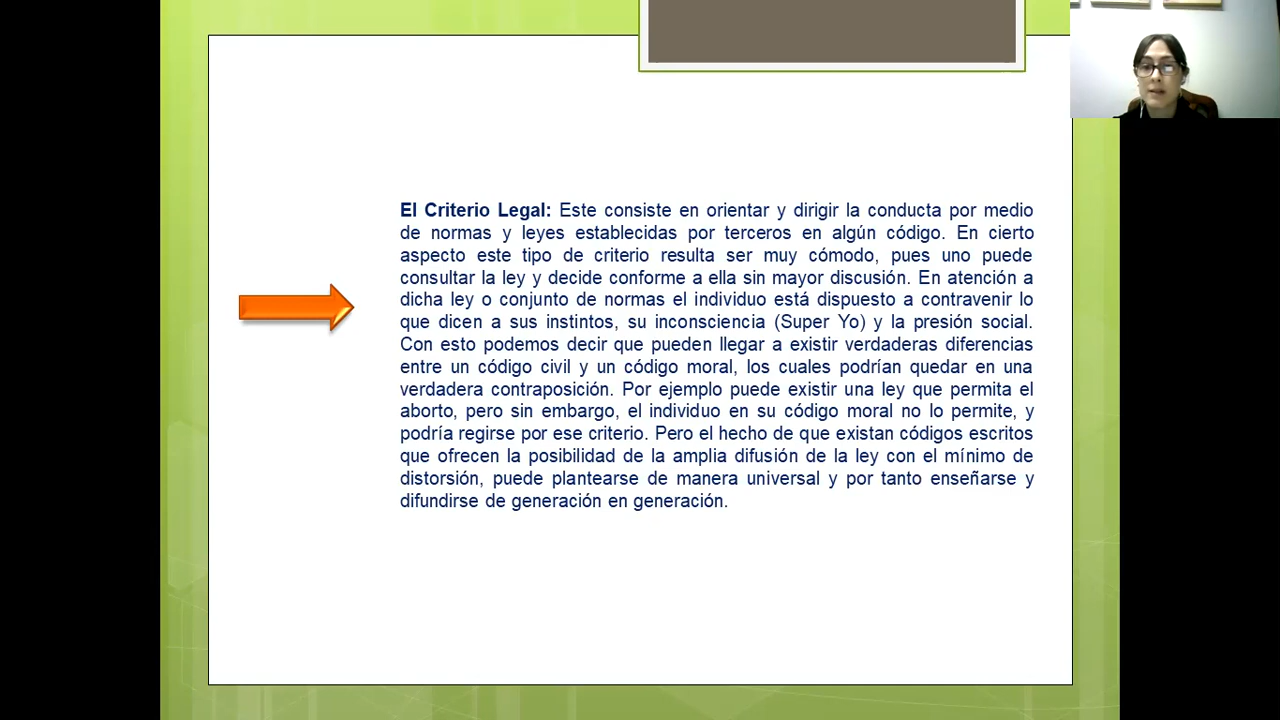 El Criterio Legal: Este consiste en orientar y dirigir la conducta por medio
de normas y leyes establecidas por terceros en algún código. En cierto
aspecto este tipo de criterio resulta ser muy cómodo, pues uno puede
consultar la ley y decide conforme a ella sin mayor discusión. En atención a
dicha ley o conjunto de normas el individuo está dispuesto a contravenir lo
que dicen a sus instintos, su inconsciencia (Super Yo) y la presión social.
Con esto podemos decir que pueden llegar a existir verdaderas diferencias
entre un código civil y un código moral, los cuales podrían quedar en una
verdadera contraposición. Por ejemplo puede existir una ley que permita el
aborto, pero sin embargo, el individuo en su código moral no lo permite, y
podría regirse por ese criterio. Pero el hecho de que existan códigos escritos
que ofrecen la posibilidad de la amplia difusión de la ley con el mínimo de
distorsión, puede plantearse de manera universal y por tanto enseñarse y
difundirse de generación en generación.